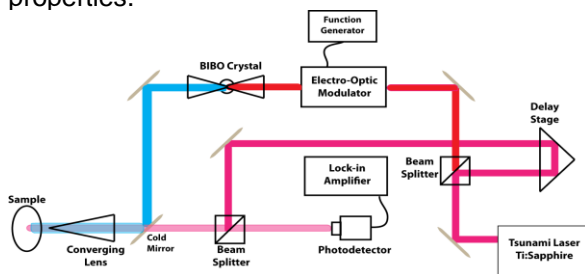 properties.
Function
Generator
BIBO Crystal
Electro-Optic
Modulator
Delay
Stage
Beam
Splitter
Lock-in
Amplifier
Sample
Converging
Lens
Cold
Mirror
Beam
Splitter
Photodetector
Tsunami Laser
Ti:Sapphire